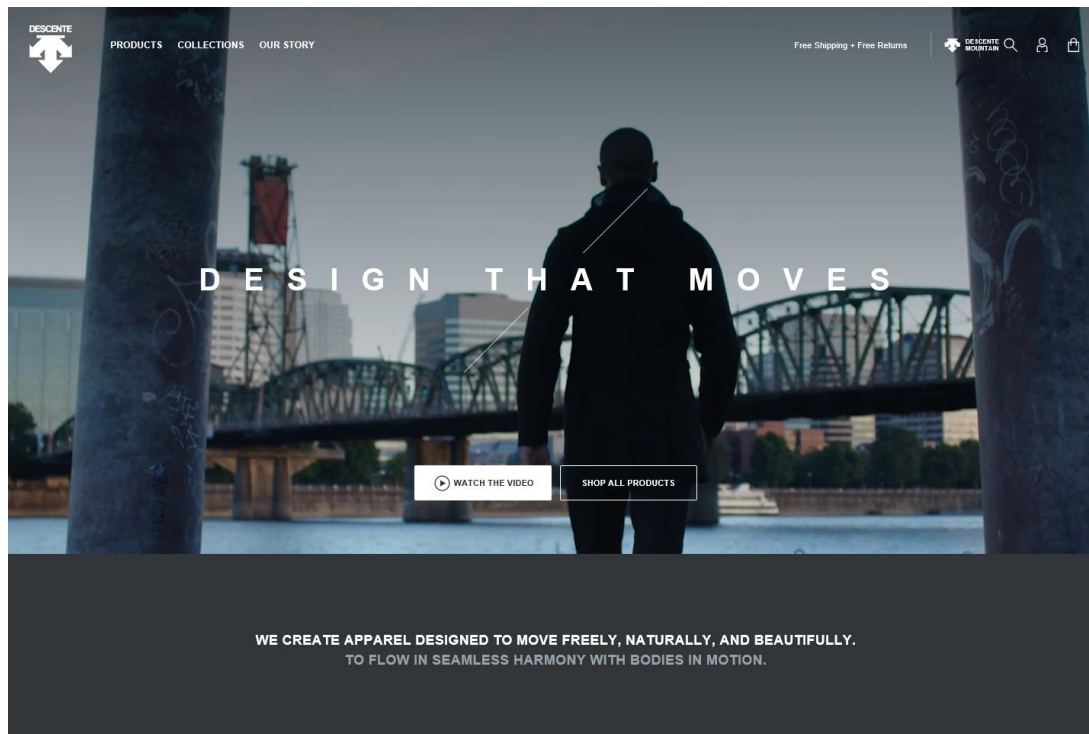 DESCENTE
PRODUCTS COLLECTIONS OUR STORY
Free Shipping + Free Returns
DESCENTE
MOUNTAIN
DESIGN THAT MOVES
WATCH THE VIDEO
SHOP ALL PRODUCTS
WE CREATE APPAREL DESIGNED TO MOVE FREELY, NATURALLY, AND BEAUTIFULLY.
TO FLOW IN SEAMLESS HARMONY WITH BODIES IN MOTION.